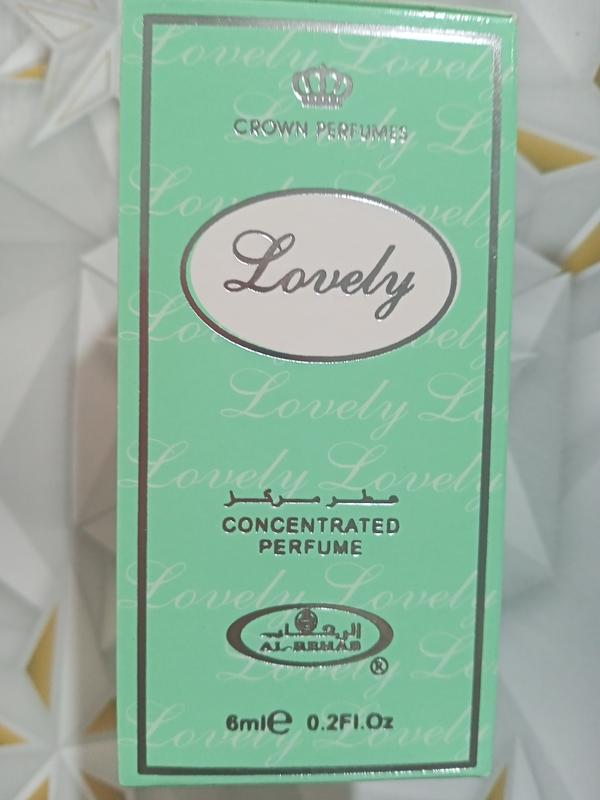 CROWN PERFUMES
Lovely
عطر مركز
CONCENTRATED
PERFUME
الرحاب
AL-REHAB
®
6ml℮ 0.2Fl.Oz